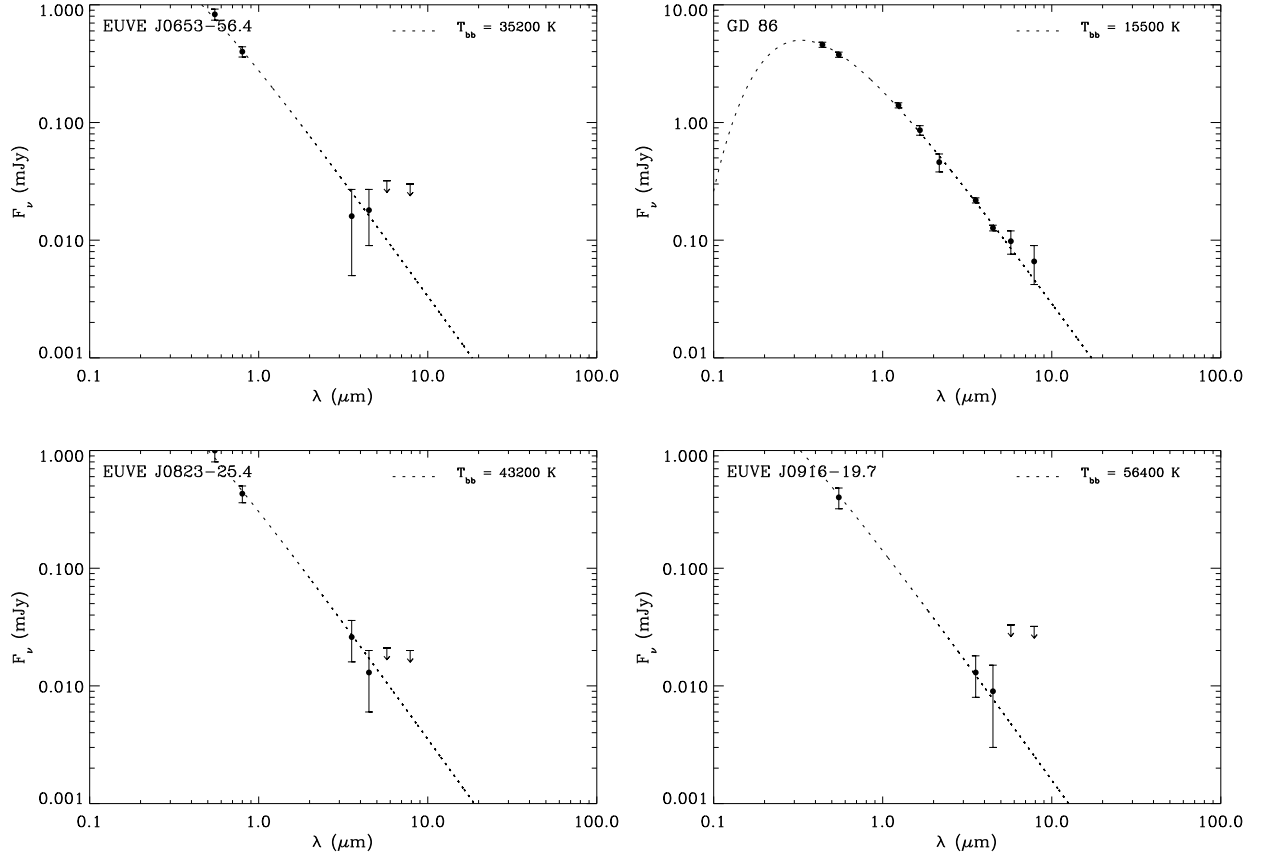 EUVE J0653−56.4
T_bb = 35200 K
1.000
0.100
0.010
0.001
F_ν (mJy)
0.1 1.0 10.0 100.0
λ (μm)
GD 86
T_bb = 15500 K
10.00
1.00
0.10
0.01
F_ν (mJy)
0.1 1.0 10.0 100.0
λ (μm)
EUVE J0823−25.4
T_bb = 43200 K
1.000
0.100
0.010
0.001
F_ν (mJy)
0.1 1.0 10.0 100.0
λ (μm)
EUVE J0916−19.7
T_bb = 56400 K
1.000
0.100
0.010
0.001
F_ν (mJy)
0.1 1.0 10.0 100.0
λ (μm)